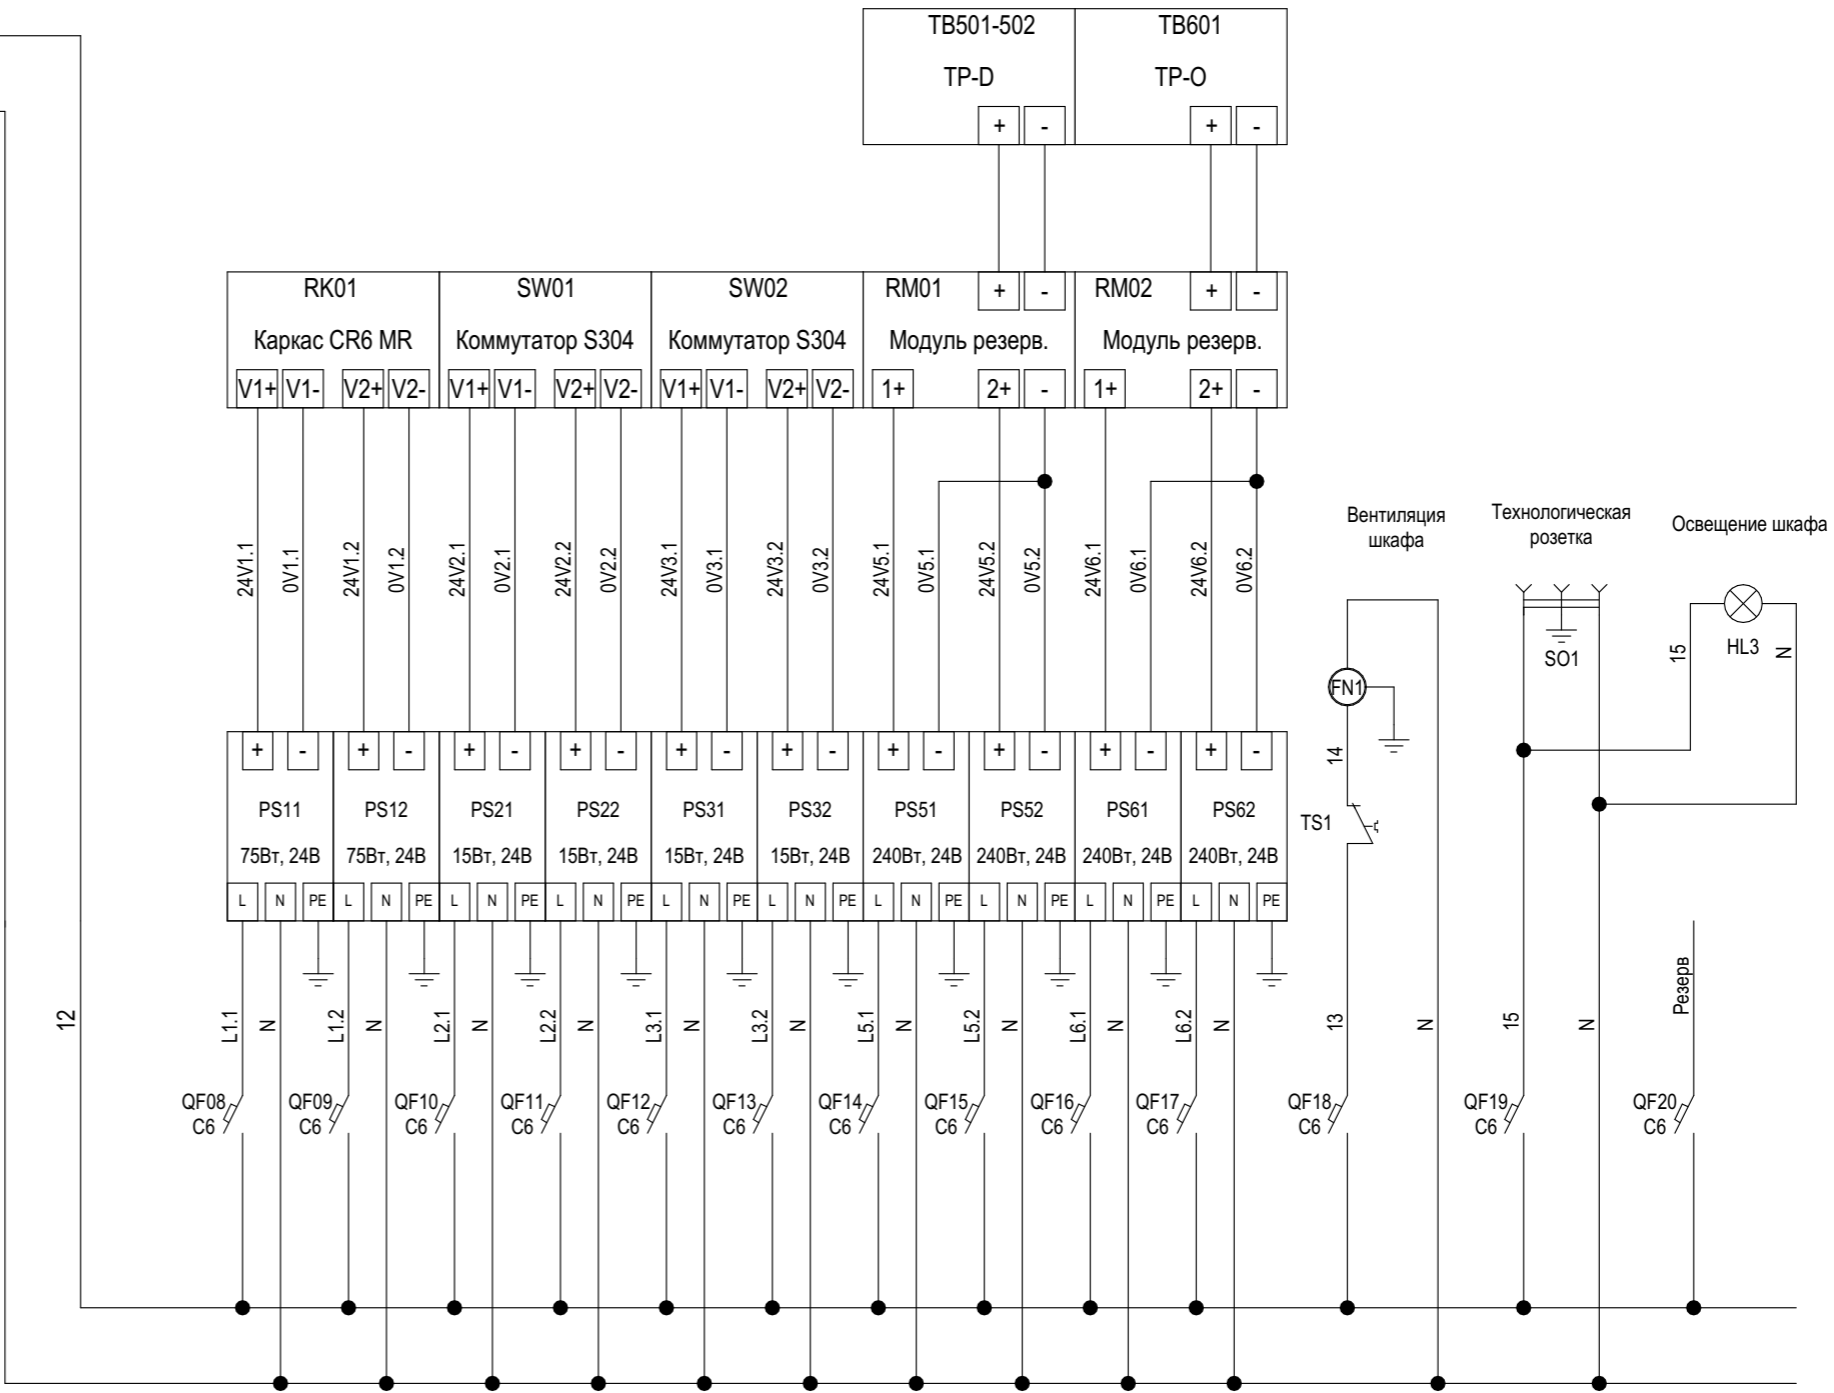 TB501-502 TB601
TP-D TP-O
+ - + -
RK01 SW01 SW02 RM01 + - RM02 + -
Каркас CR6 MR Коммутатор S304 Коммутатор S304 Модуль резерв. Модуль резерв.
V1+ V1- V2+ V2- V1+ V1- V2+ V2- V1+ V1- V2+ V2- 1+ 2+ - 1+ 2+ -
Вентиляция
шкафа
Технологическая
розетка
Освещение шкафа
24V1.1 0V1.1 24V1.2 0V1.2 24V2.1 0V2.1 24V2.2 0V2.2 24V3.1 0V3.1 24V3.2 0V3.2 24V5.1 0V5.1 24V5.2 0V5.2 24V6.1 0V6.1 24V6.2 0V6.2
SO1 15 HL3 N
FN1
14
+ - + - + - + - + - + - + - + - + - + -
PS11 PS12 PS21 PS22 PS31 PS32 PS51 PS52 PS61 PS62
TS1
75Вт, 24В 75Вт, 24В 15Вт, 24В 15Вт, 24В 15Вт, 24В 15Вт, 24В 240Вт, 24В 240Вт, 24В 240Вт, 24В 240Вт, 24В
L N PE L N PE L N PE L N PE L N PE L N PE L N PE L N PE L N PE L N PE
Резерв
12 L1.1 N L1.2 N L2.1 N L2.2 N L3.1 N L3.2 N L5.1 N L5.2 N L6.1 N L6.2 N 13 N 15 N
QF08 QF09 QF10 QF11 QF12 QF13 QF14 QF15 QF16 QF17 QF18 QF19 QF20
C6 C6 C6 C6 C6 C6 C6 C6 C6 C6 C6 C6 C6